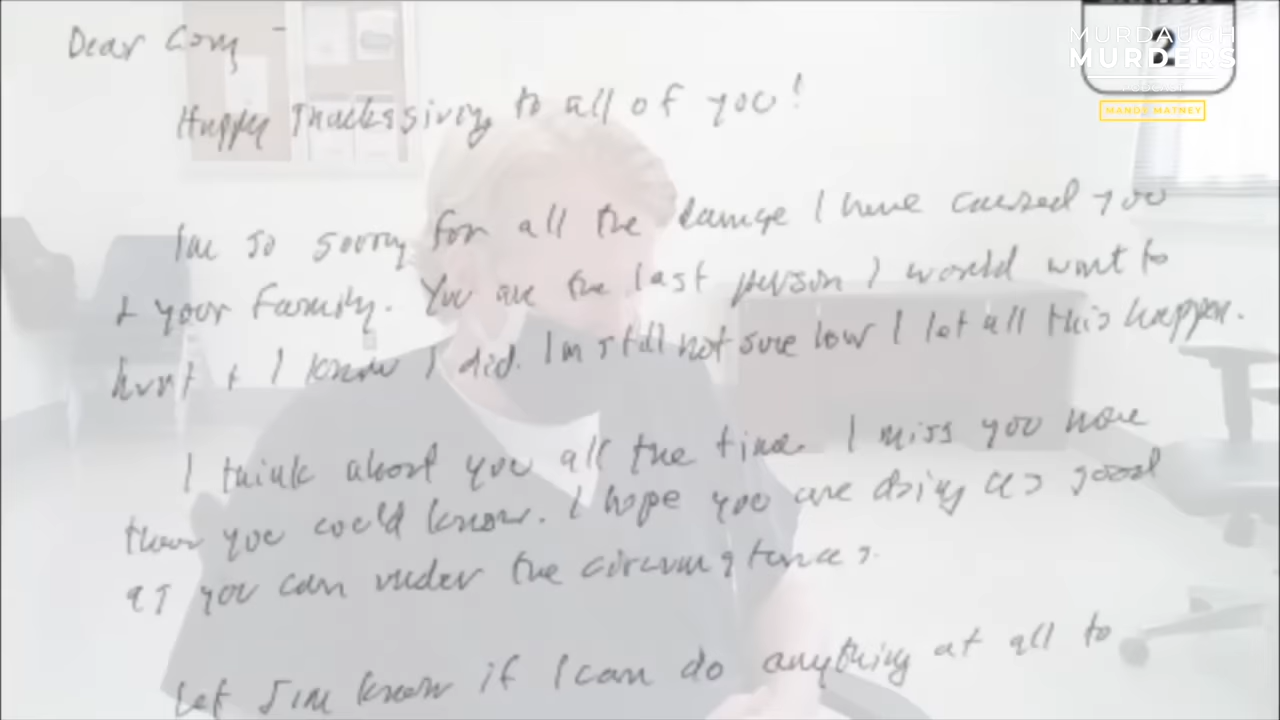 Dear Cory -
Happy Thanksgiving to all of you!
I'm so sorry for all the damage I have caused you
& your family. You are the last person I would want to
hurt & I know I did. I'm still not sure how I let all this happen.
I think about you all the time. I miss you more
than you could know. I hope you are doing as good
as you can under the circumstances.
Let Jim know if I can do anything at all to
2
MURDAUGH
MURDERS
PODCAST
MANDY MATNEY